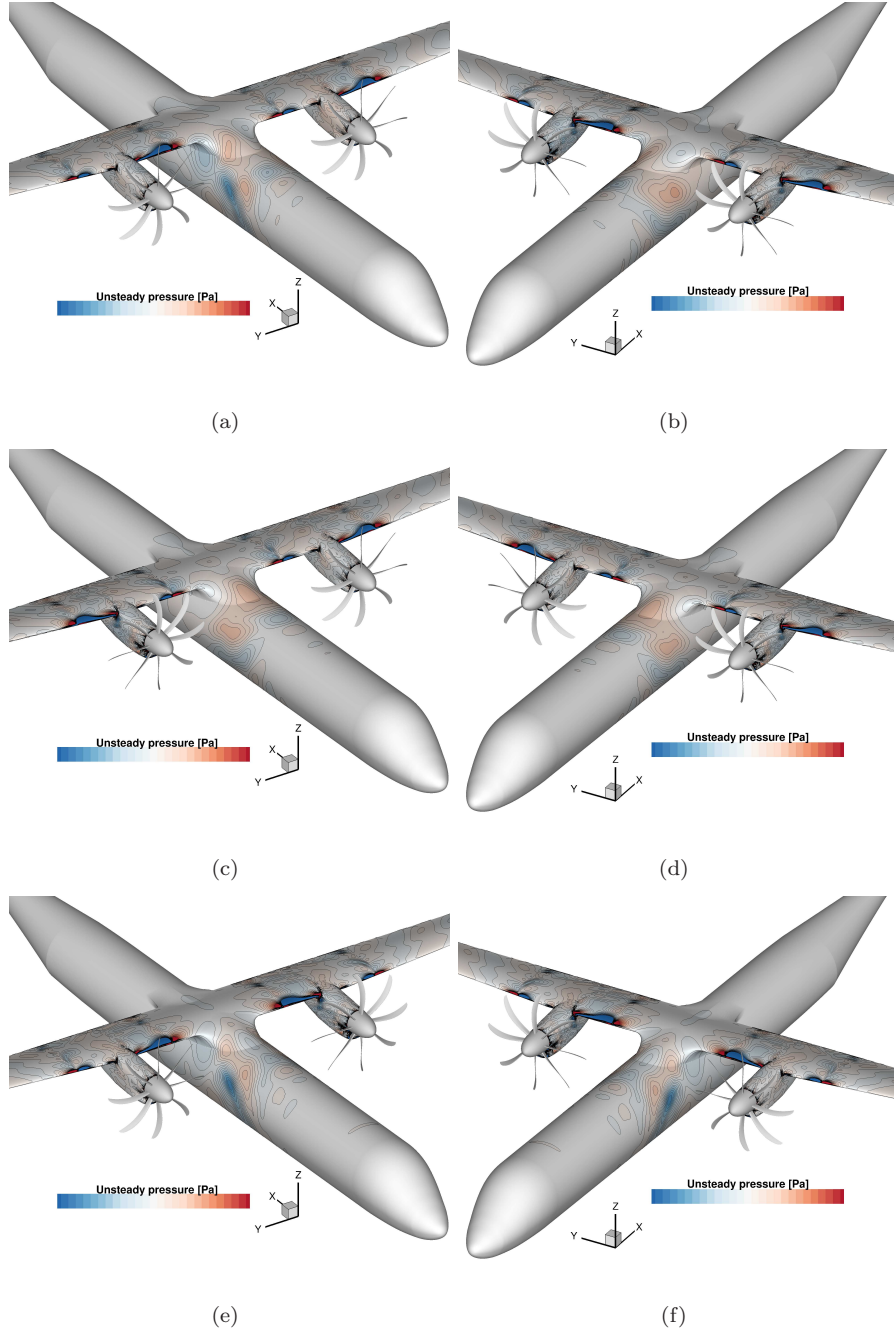 Unsteady pressure [Pa]
X
Y
Z
Unsteady pressure [Pa]
Y
Z
X
(a)
(b)
Unsteady pressure [Pa]
X
Y
Z
Unsteady pressure [Pa]
Y
Z
X
(c)
(d)
Unsteady pressure [Pa]
X
Y
Z
Unsteady pressure [Pa]
Y
Z
X
(e)
(f)